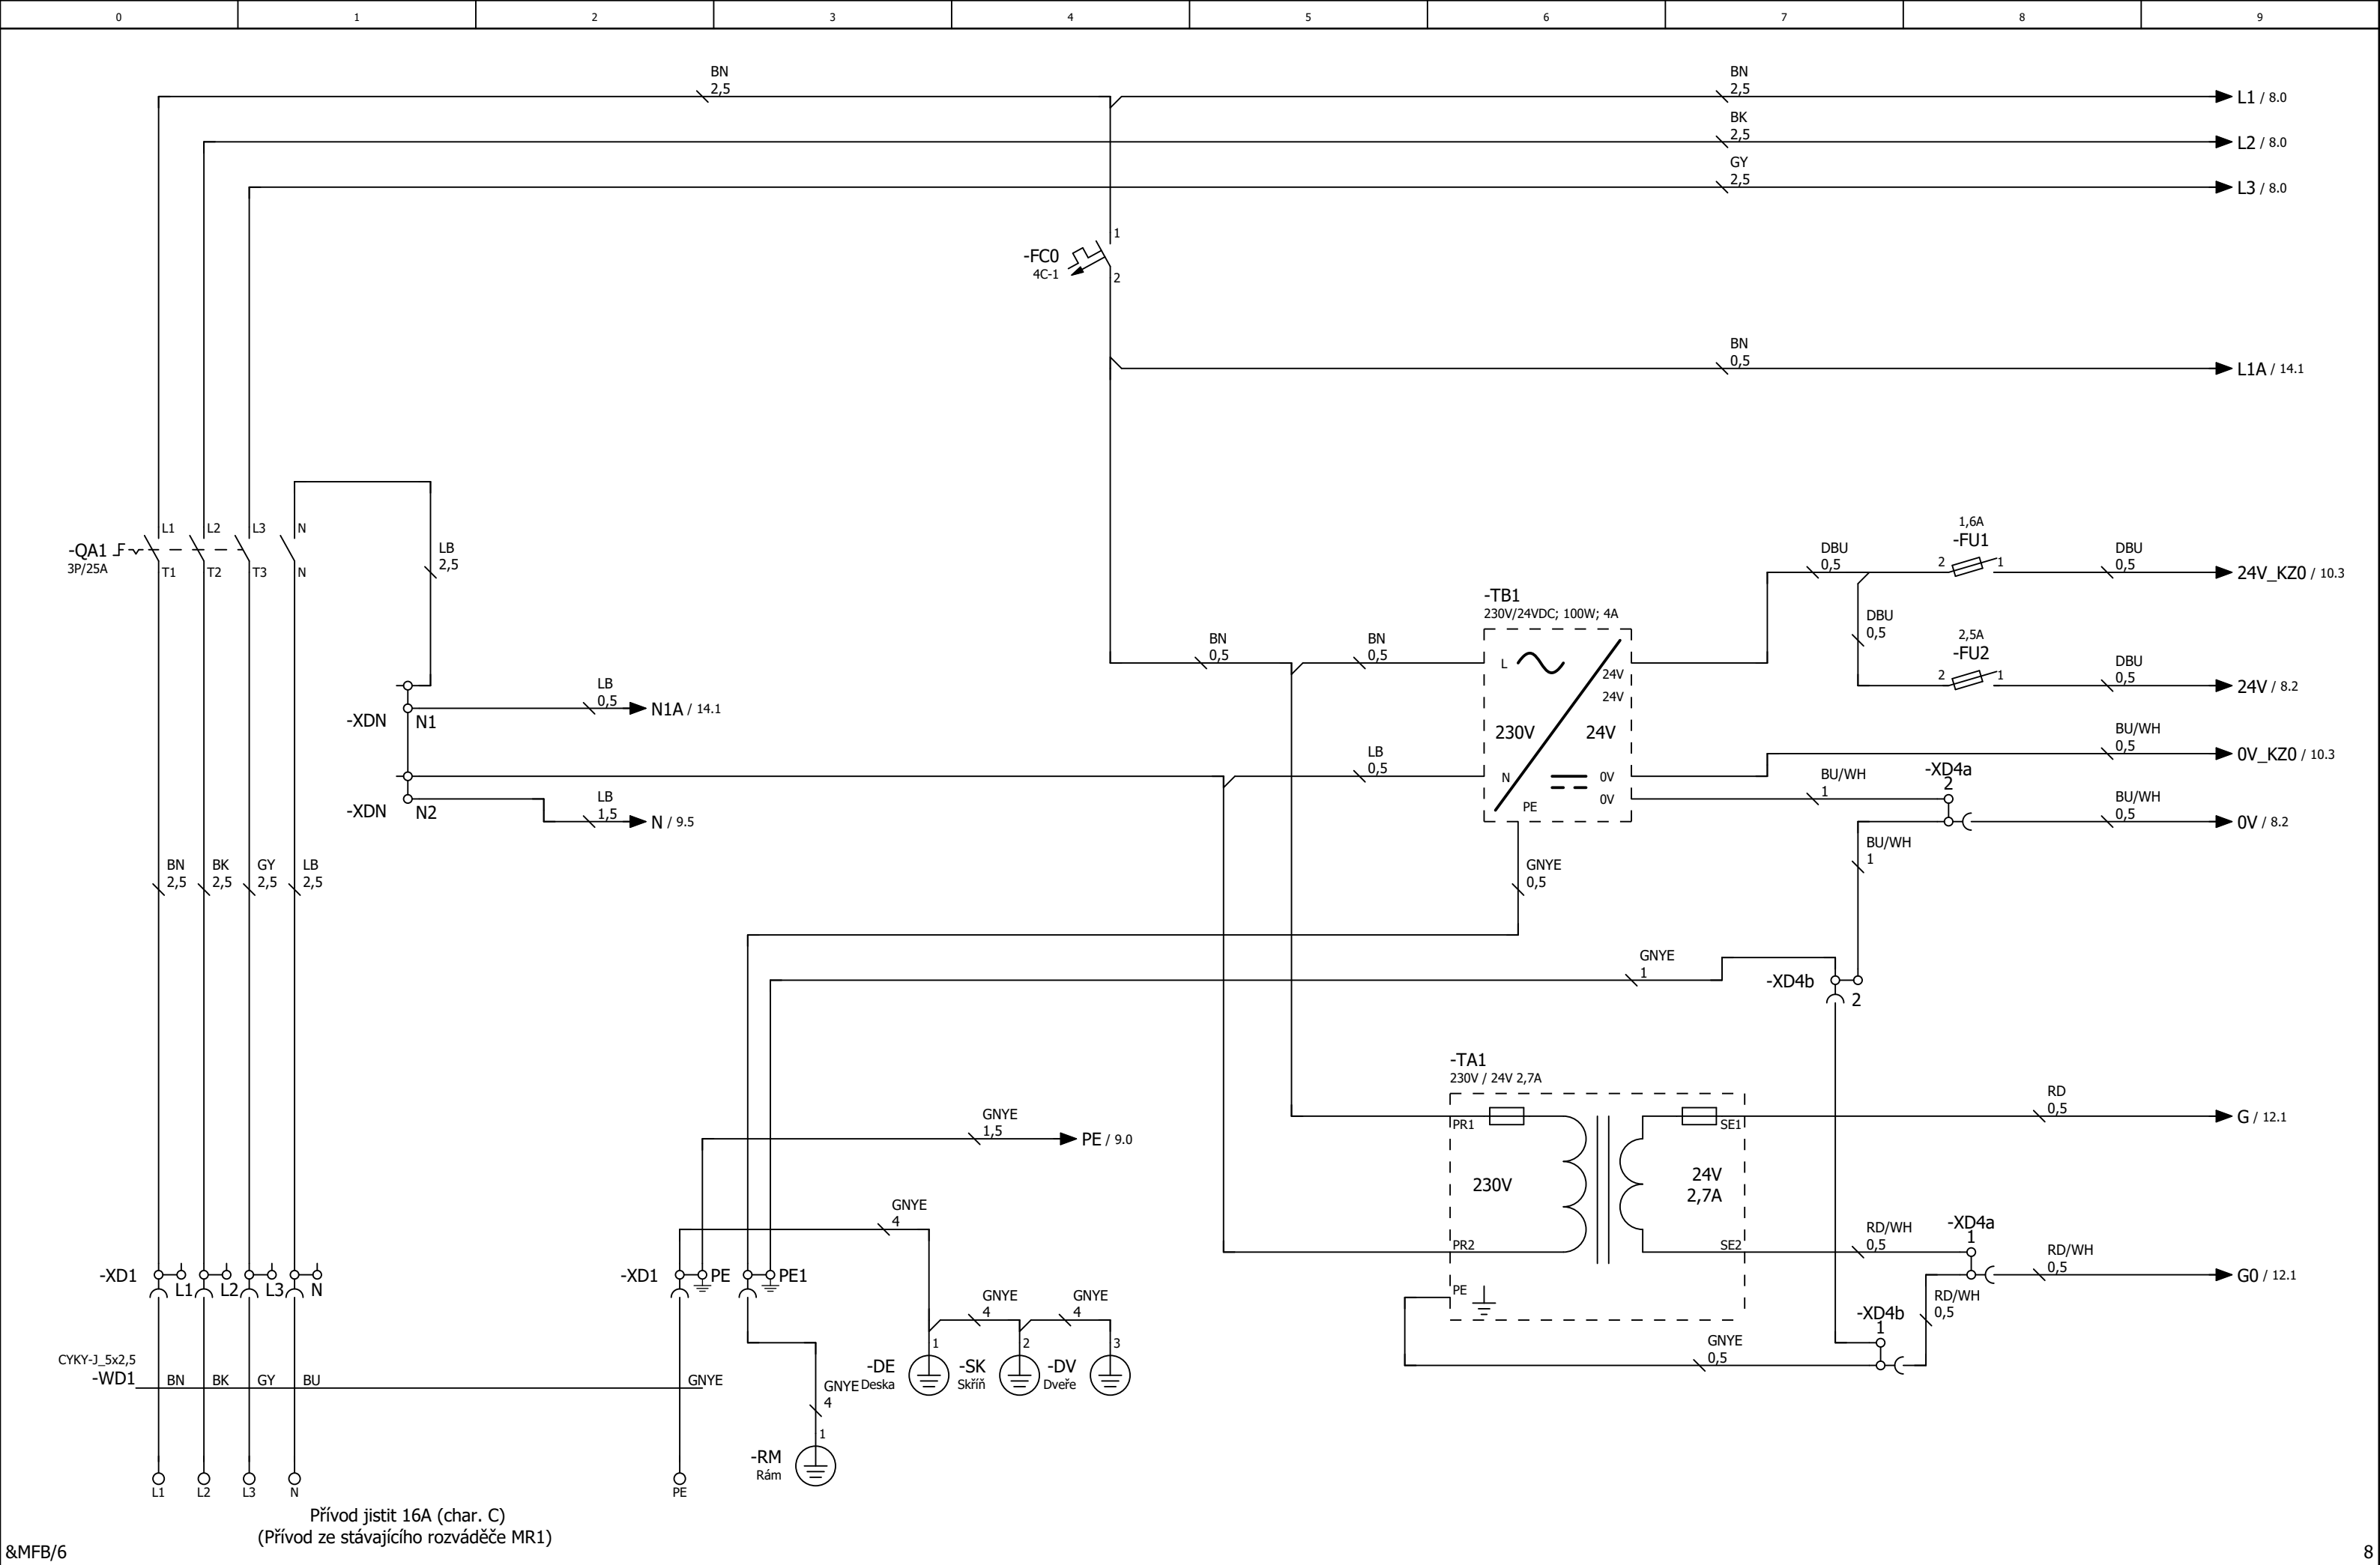 0 1 2 3 4 5 6 7 8 9
BN
2,5
BN
2,5
L1 / 8.0
BK
2,5
L2 / 8.0
GY
2,5
L3 / 8.0
-FC0
4C-1
1
2
BN
0,5
L1A / 14.1
-QA1
3P/25A
L1 L2 L3 N
T1 T2 T3 N
LB
2,5
-XDN N1
LB
0,5
N1A / 14.1
-XDN N2
LB
1,5
N / 9.5
BN
2,5
BK
2,5
GY
2,5
LB
2,5
BN
0,5
BN
0,5
LB
0,5
-TB1
230V/24VDC; 100W; 4A
L
24V
24V
230V 24V
N
0V
0V
PE
GNYE
0,5
DBU
0,5
1,6A
-FU1
2 1
DBU
0,5
24V_KZ0 / 10.3
DBU
0,5
2,5A
-FU2
2 1
DBU
0,5
24V / 8.2
BU/WH
0,5
0V_KZ0 / 10.3
BU/WH
1
-XD4a
2
BU/WH
0,5
0V / 8.2
BU/WH
1
GNYE
1
-XD4b
2
-TA1
230V / 24V 2,7A
PR1
SE1
230V
24V
2,7A
PR2
SE2
PE
RD
0,5
G / 12.1
RD/WH
0,5
-XD4a
1
RD/WH
0,5
G0 / 12.1
RD/WH
0,5
-XD4b
1
GNYE
0,5
GNYE
1,5
PE / 9.0
GNYE
4
-XD1 L1 L2 L3 N
-XD1 PE PE1
GNYE
4
GNYE
4
1
-DE
Deska
2
-SK
Skříň
3
-DV
Dveře
GNYE
4
1
-RM
Rám
CYKY-J_5x2,5
-WD1
BN BK GY BU GNYE
L1 L2 L3 N PE
Přívod jistit 16A (char. C)
(Přívod ze stávajícího rozváděče MR1)
&MFB/6
8